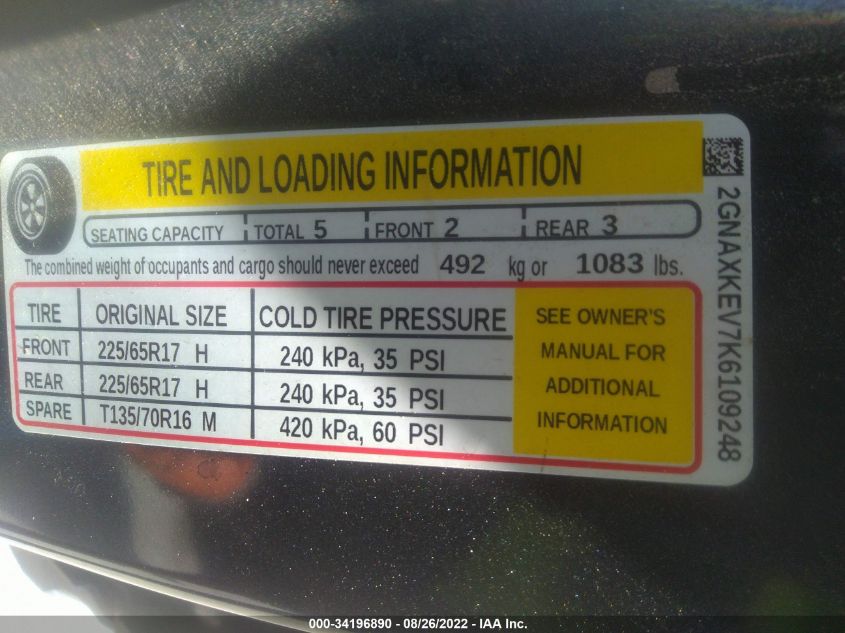 TIRE AND LOADING INFORMATION
SEATING CAPACITY TOTAL 5 FRONT 2 REAR 3
The combined weight of occupants and cargo should never exceed 492 kg or 1083 lbs.
TIRE ORIGINAL SIZE COLD TIRE PRESSURE
FRONT 225/65R17 H 240 kPa, 35 PSI
REAR 225/65R17 H 240 kPa, 35 PSI
SPARE T135/70R16 M 420 kPa, 60 PSI
SEE OWNER'S
MANUAL FOR
ADDITIONAL
INFORMATION
2GNAXKEV7K6109248
000-34196890 - 08/26/2022 - IAA Inc.